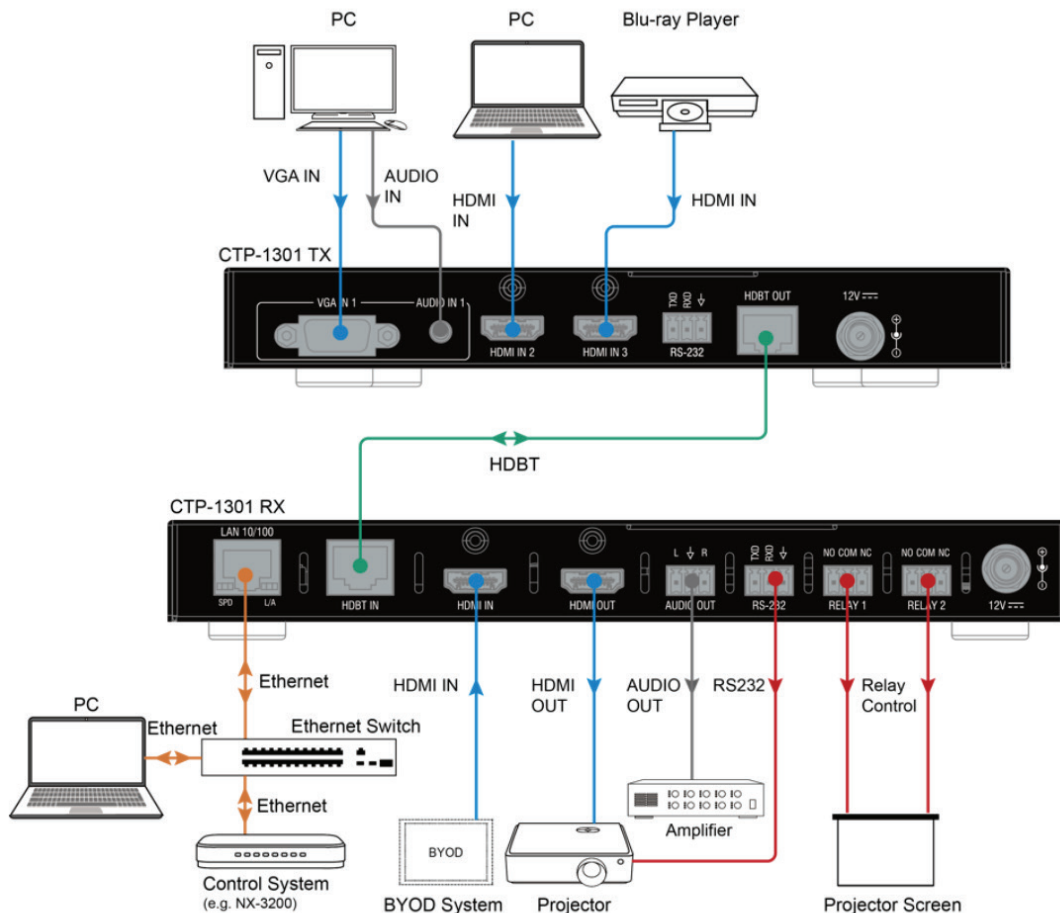 PC PC Blu-ray Player
VGA IN AUDIO IN HDMI IN HDMI IN
CTP-1301 TX
VGA IN 1 AUDIO IN 1 HDMI IN 2 HDMI IN 3 TXD RXD RS-232 HDBT OUT 12V
HDBT
CTP-1301 RX
LAN 10/100 SPD L/A HDBT IN HDMI IN HDMI OUT L R AUDIO OUT TXD RXD RS-232 NO COM NC RELAY 1 NO COM NC RELAY 2 12V
Ethernet HDMI IN HDMI OUT AUDIO OUT RS232 Relay Control
PC
Ethernet Ethernet Switch
Ethernet
Amplifier
BYOD
Control System
(e.g. NX-3200)
BYOD System Projector Projector Screen